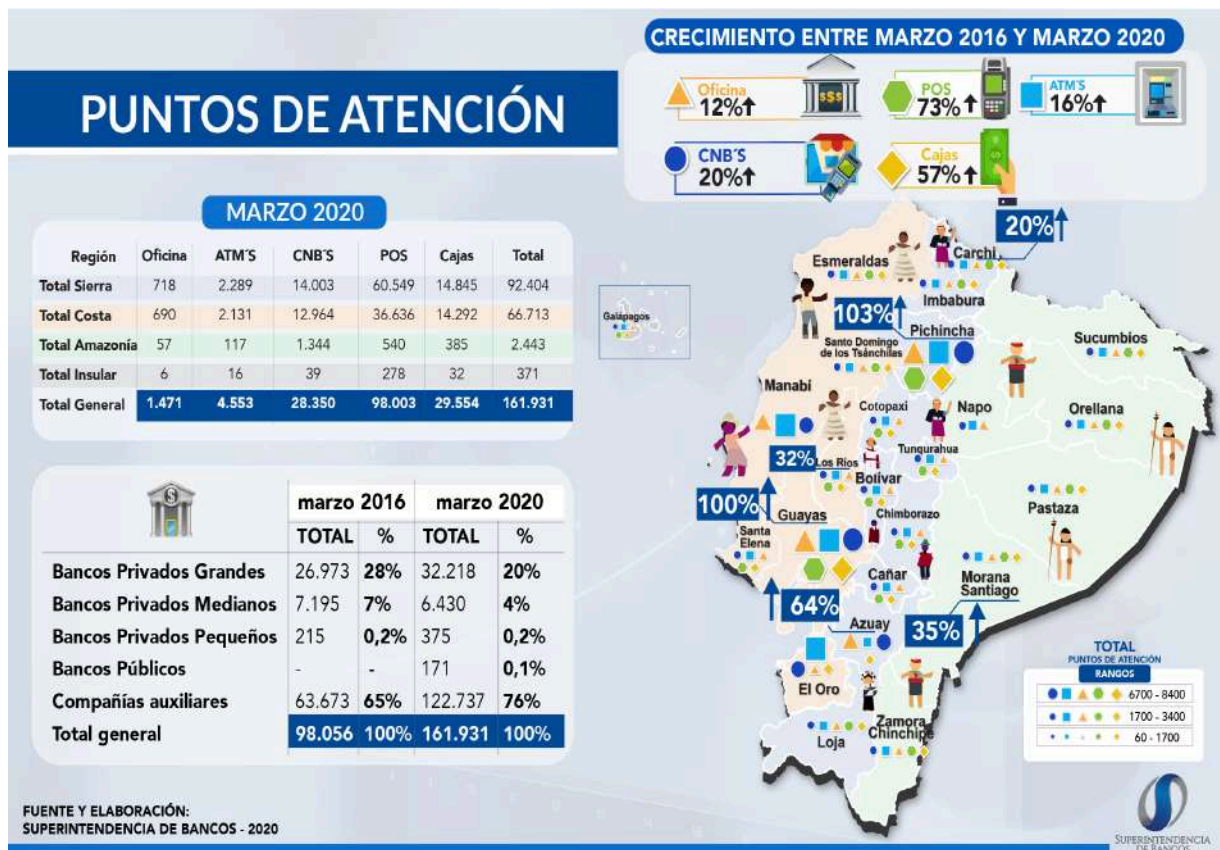 PUNTOS DE ATENCIÓN
CRECIMIENTO ENTRE MARZO 2016 Y MARZO 2020
Oficina
12%
POS
73%
ATM'S
16%
CNB'S
20%
Cajas
57%
MARZO 2020
Región Oficina ATM´S CNB´S POS Cajas Total
Total Sierra 718 2.289 14.003 60.549 14.845 92.404
Total Costa 690 2.131 12.964 36.636 14.292 66.713
Total Amazonía 57 117 1.344 540 385 2.443
Total Insular 6 16 39 278 32 371
Total General 1.471 4.553 28.350 98.003 29.554 161.931
marzo 2016 marzo 2020
TOTAL % TOTAL %
Bancos Privados Grandes 26.973 28% 32.218 20%
Bancos Privados Medianos 7.195 7% 6.430 4%
Bancos Privados Pequeños 215 0,2% 375 0,2%
Bancos Públicos - - 171 0,1%
Compañías auxiliares 63.673 65% 122.737 76%
Total general 98.056 100% 161.931 100%
20%
Carchi
Esmeraldas
Imbabura
Galápagos
103%
Pichincha
Sucumbios
Santo Domingo
de los Tsánchilas
Manabí
Cotopaxi
Napo
Orellana
Tunqurahua
32%
Los Ríos
Bolívar
100%
Guayas
Chimborazo
Pastaza
Santa
Elena
Cañar
Morana
Santiago
64%
Azuay
35%
El Oro
Loja
Zamora
Chinchipe
TOTAL
PUNTOS DE ATENCIÓN
RANGOS
6700 - 8400
1700 - 3400
60 - 1700
FUENTE Y ELABORACIÓN:
SUPERINTENDENCIA DE BANCOS - 2020
SUPERINTENDENCIA
DE BANCOS